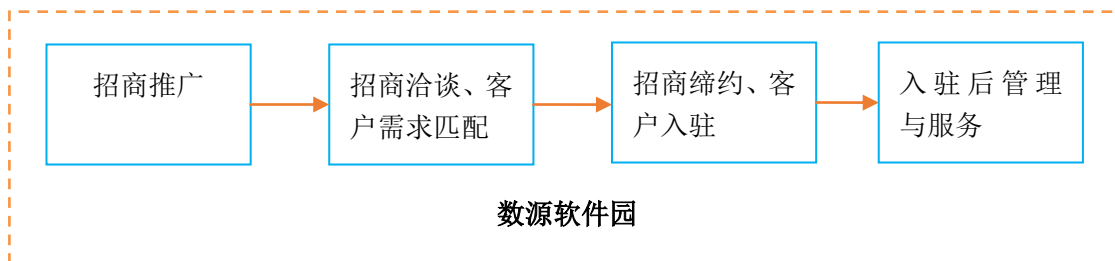 招商推广
招商洽谈、客
户需求匹配
招商缔约、客
户入驻
入驻后管理
与服务
数源软件园